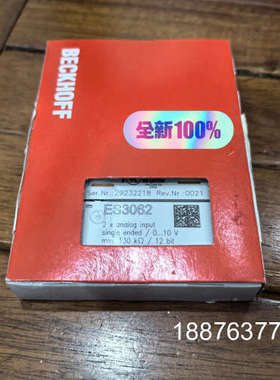 BECKHOFF
全新100%
Ser.Nr.:29232218 Rev.Nr.:0021
ES3062
2 x analog input
single ended / 0...10 V
min. 130 kΩ / 12 bit
18876377